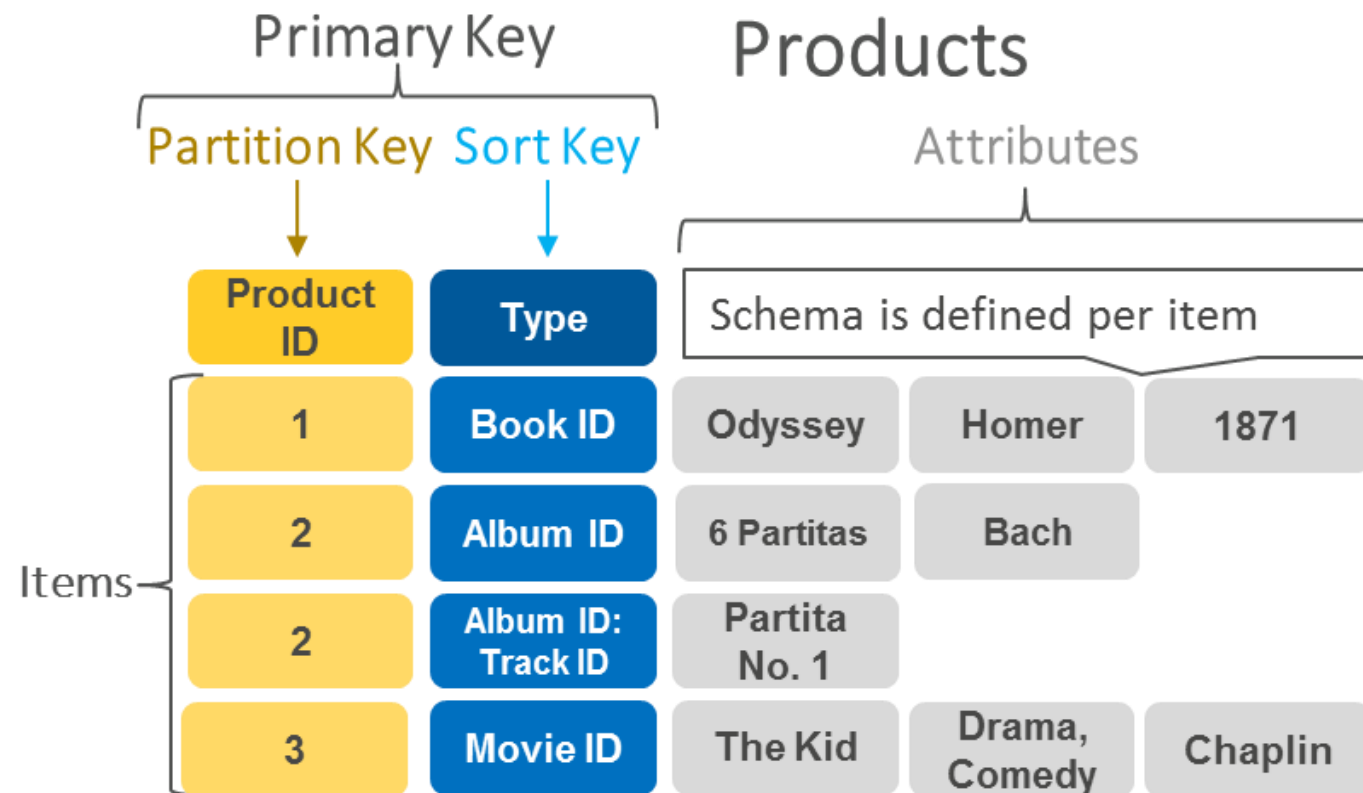 Primary Key
Products
Partition Key
Sort Key
Attributes
Product
ID
Type
Schema is defined per item
Items
1
Book ID
Odyssey
Homer
1871
2
Album ID
6 Partitas
Bach
2
Album ID:
Track ID
Partita
No. 1
3
Movie ID
The Kid
Drama,
Comedy
Chaplin